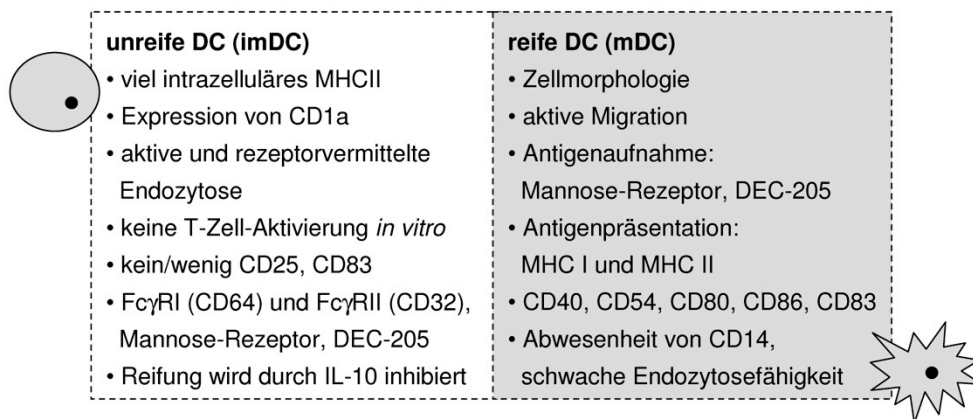 unreife DC (imDC)
• viel intrazelluläres MHCII
• Expression von CD1a
• aktive und rezeptorvermittelte
Endozytose
• keine T-Zell-Aktivierung in vitro
• kein/wenig CD25, CD83
• FcγRI (CD64) und FcγRII (CD32),
Mannose-Rezeptor, DEC-205
• Reifung wird durch IL-10 inhibiert
reife DC (mDC)
• Zellmorphologie
• aktive Migration
• Antigenaufnahme:
Mannose-Rezeptor, DEC-205
• Antigenpräsentation:
MHC I und MHC II
• CD40, CD54, CD80, CD86, CD83
• Abwesenheit von CD14,
schwache Endozytosefähigkeit